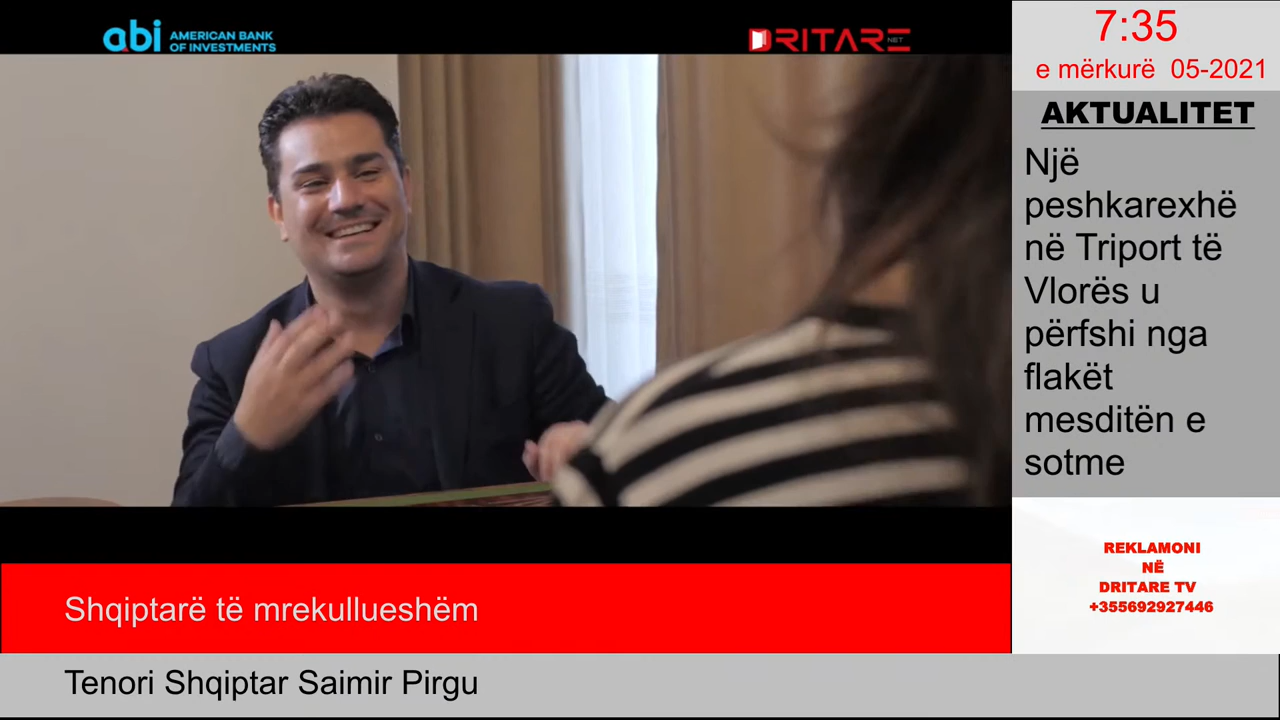 abi AMERICAN BANK
OF INVESTMENTS
DRITARE NET
7:35
e mërkurë 05-2021
AKTUALITET
Një
peshkarexhë
në Triport të
Vlorës u
përfshi nga
flakët
mesditën e
sotme
REKLAMONI
NË
DRITARE TV
+355692927446
Shqiptarë të mrekullueshëm
Tenori Shqiptar Saimir Pirgu